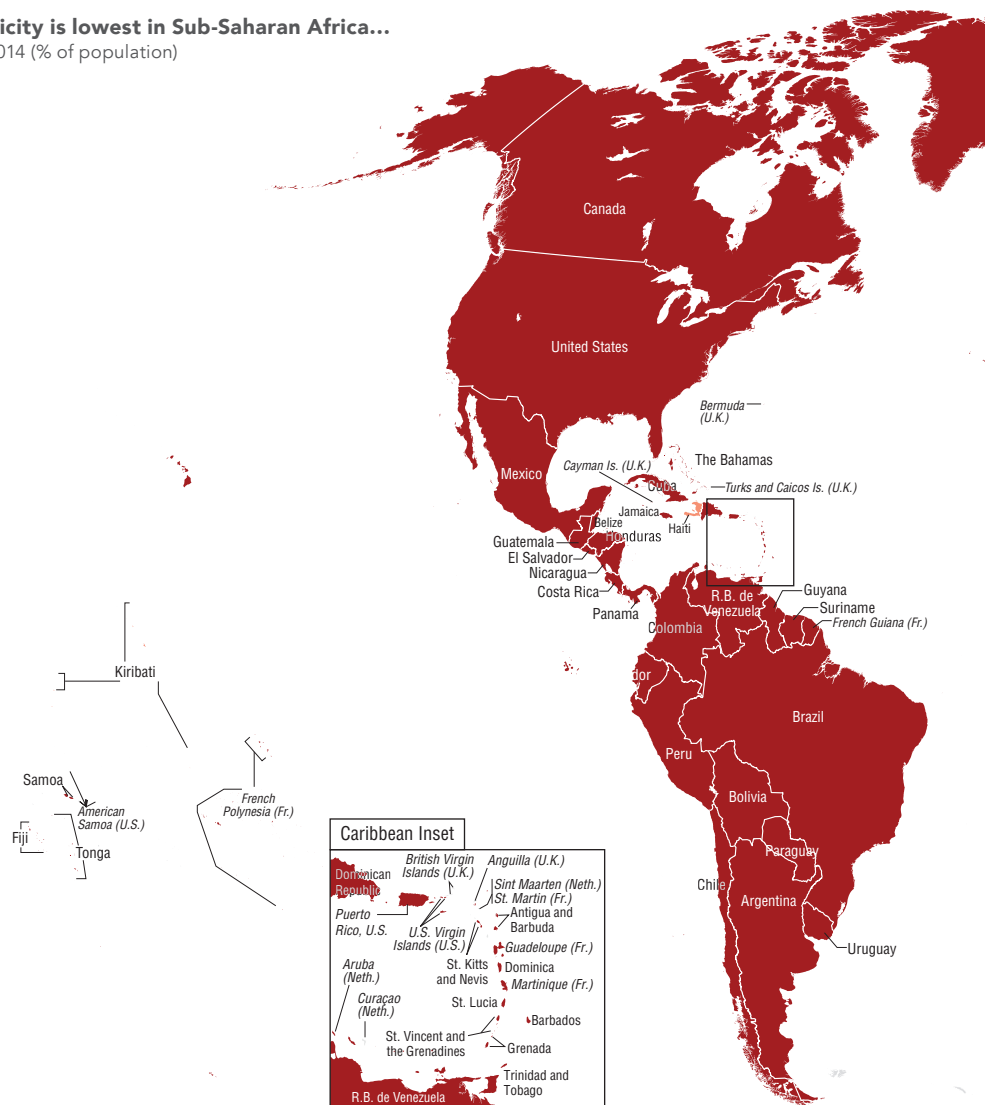 icity is lowest in Sub-Saharan Africa...
014 (% of population)
Canada
United States
Bermuda
(U.K.)
Cayman Is. (U.K.)
The Bahamas
Mexico
Cuba
Turks and Caicos Is. (U.K.)
Jamaica
Belize
Haiti
Honduras
Guatemala
El Salvador
Nicaragua
Costa Rica
Panama
R.B. de
Venezuela
Guyana
Suriname
French Guiana (Fr.)
Colombia
Kiribati
dor
Brazil
Peru
Samoa
American
Samoa (U.S.)
French
Polynesia (Fr.)
Fiji
Tonga
Bolivia
Paraguay
Chile
Argentina
Uruguay
Caribbean Inset
Dominican
Republic
British Virgin
Islands (U.K.)
Anguilla (U.K.)
Sint Maarten (Neth.)
St. Martin (Fr.)
Puerto
Rico, U.S.
U.S. Virgin
Islands (U.S.)
Antigua and
Barbuda
Guadeloupe (Fr.)
St. Kitts
and Nevis
Dominica
Martinique (Fr.)
Aruba
(Neth.)
Curaçao
(Neth.)
St. Lucia
Barbados
St. Vincent and
the Grenadines
Grenada
Trinidad and
Tobago
R.B. de Venezuela